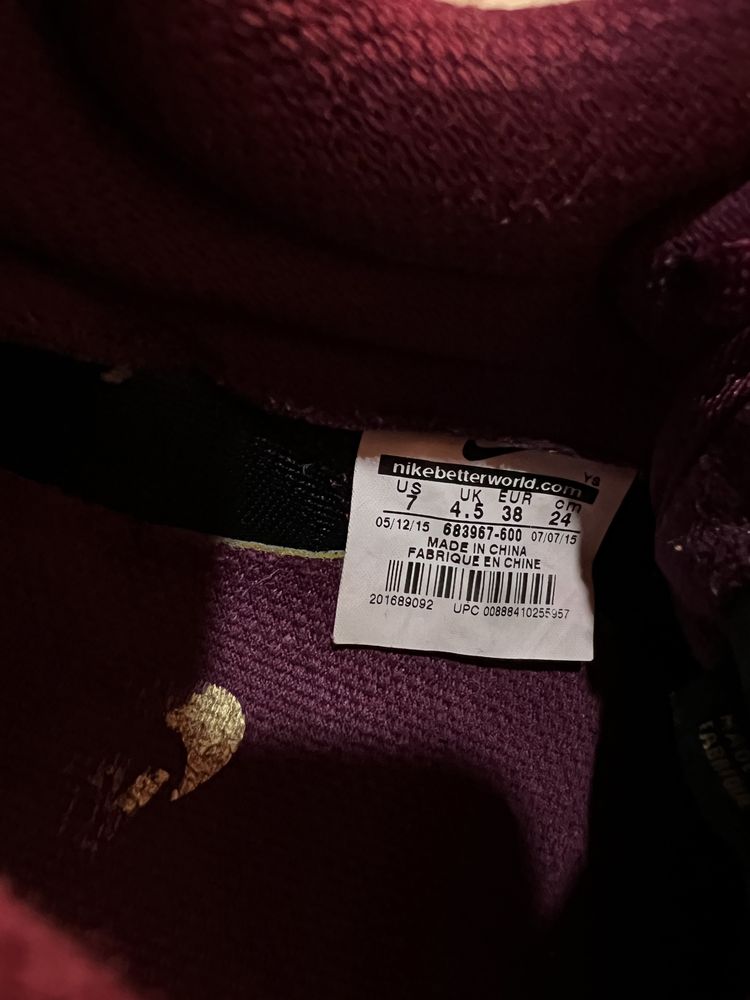 nikebetterworld.com
YS
US UK EUR cm
7 4.5 38 24
05/12/15 683967-600 07/07/15
MADE IN CHINA
FABRIQUE EN CHINE
201689092 UPC 00888410255957